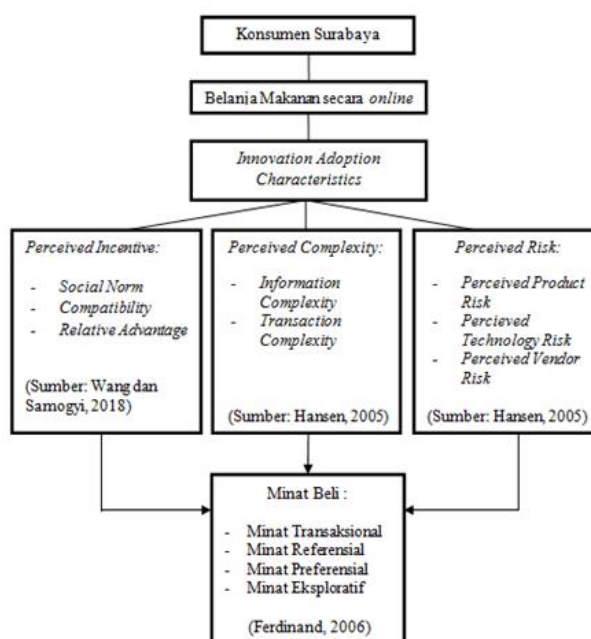 Konsumen Surabaya
Belanja Makanan secara online
Innovation Adoption
Characteristics
Perceived Incentive:
- Social Norm
- Compatibility
- Relative Advantage
(Sumber: Wang dan
Samogyi, 2018)
Perceived Complexity:
- Information
Complexity
- Transaction
Complexity
(Sumber: Hansen, 2005)
Perceived Risk:
- Perceived Product
Risk
- Percieved
Technology Risk
- Perceived Vendor
Risk
(Sumber: Hansen, 2005)
Minat Beli :
- Minat Transaksional
- Minat Referensial
- Minat Preferensial
- Minat Eksploratif
(Ferdinand, 2006)